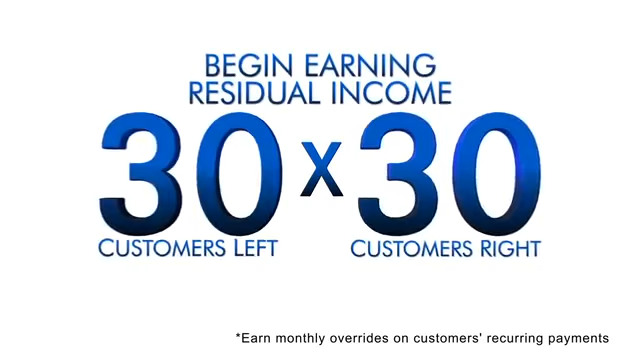 BEGIN EARNING
RESIDUAL INCOME
30 X 30
CUSTOMERS LEFT CUSTOMERS RIGHT
*Earn monthly overrides on customers' recurring payments